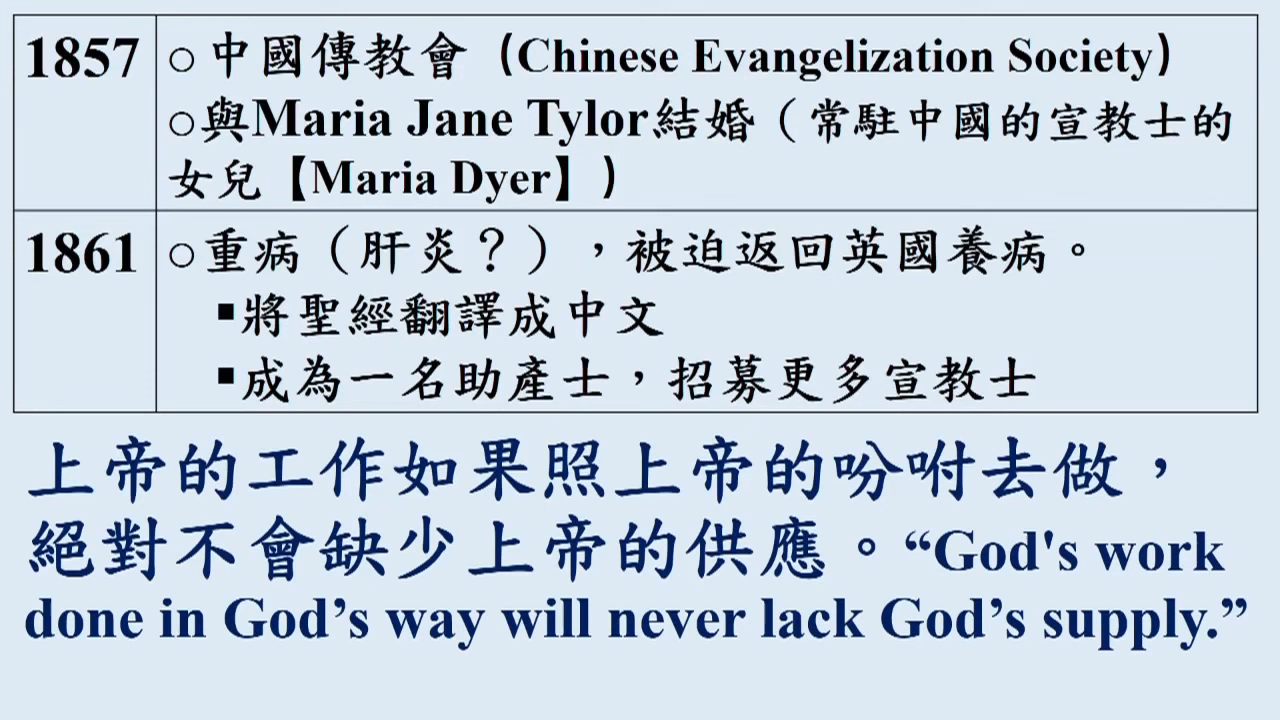 1857
○中國傳教會（Chinese Evangelization Society）
○與Maria Jane Tylor結婚（常駐中國的宣教士的
女兒【Maria Dyer】）
1861
○重病（肝炎？），被迫返回英國養病。
▪將聖經翻譯成中文
▪成為一名助產士，招募更多宣教士
上帝的工作如果照上帝的吩咐去做，
絕對不會缺少上帝的供應。“God's work
done in God’s way will never lack God’s supply.”